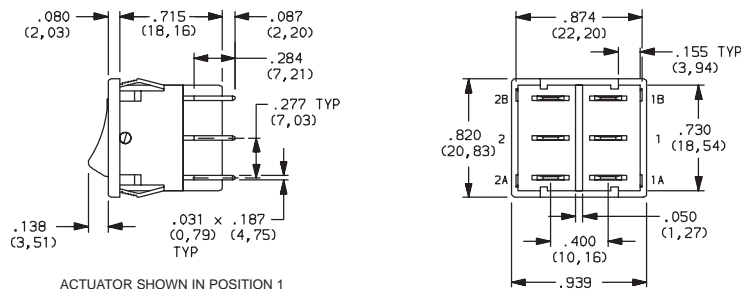 .080
(2,03)
.715
(18,16)
.087
(2,20)
.284
(7,21)
.277 TYP
(7,03)
.138
(3,51)
.031 x .187
(0,79) (4,75)
TYP
ACTUATOR SHOWN IN POSITION 1
.874
(22,20)
.155 TYP
(3,94)
2B
1B
.820
(20,83)
2
1
.730
(18,54)
2A
1A
.050
(1,27)
.400
(10,16)
.939